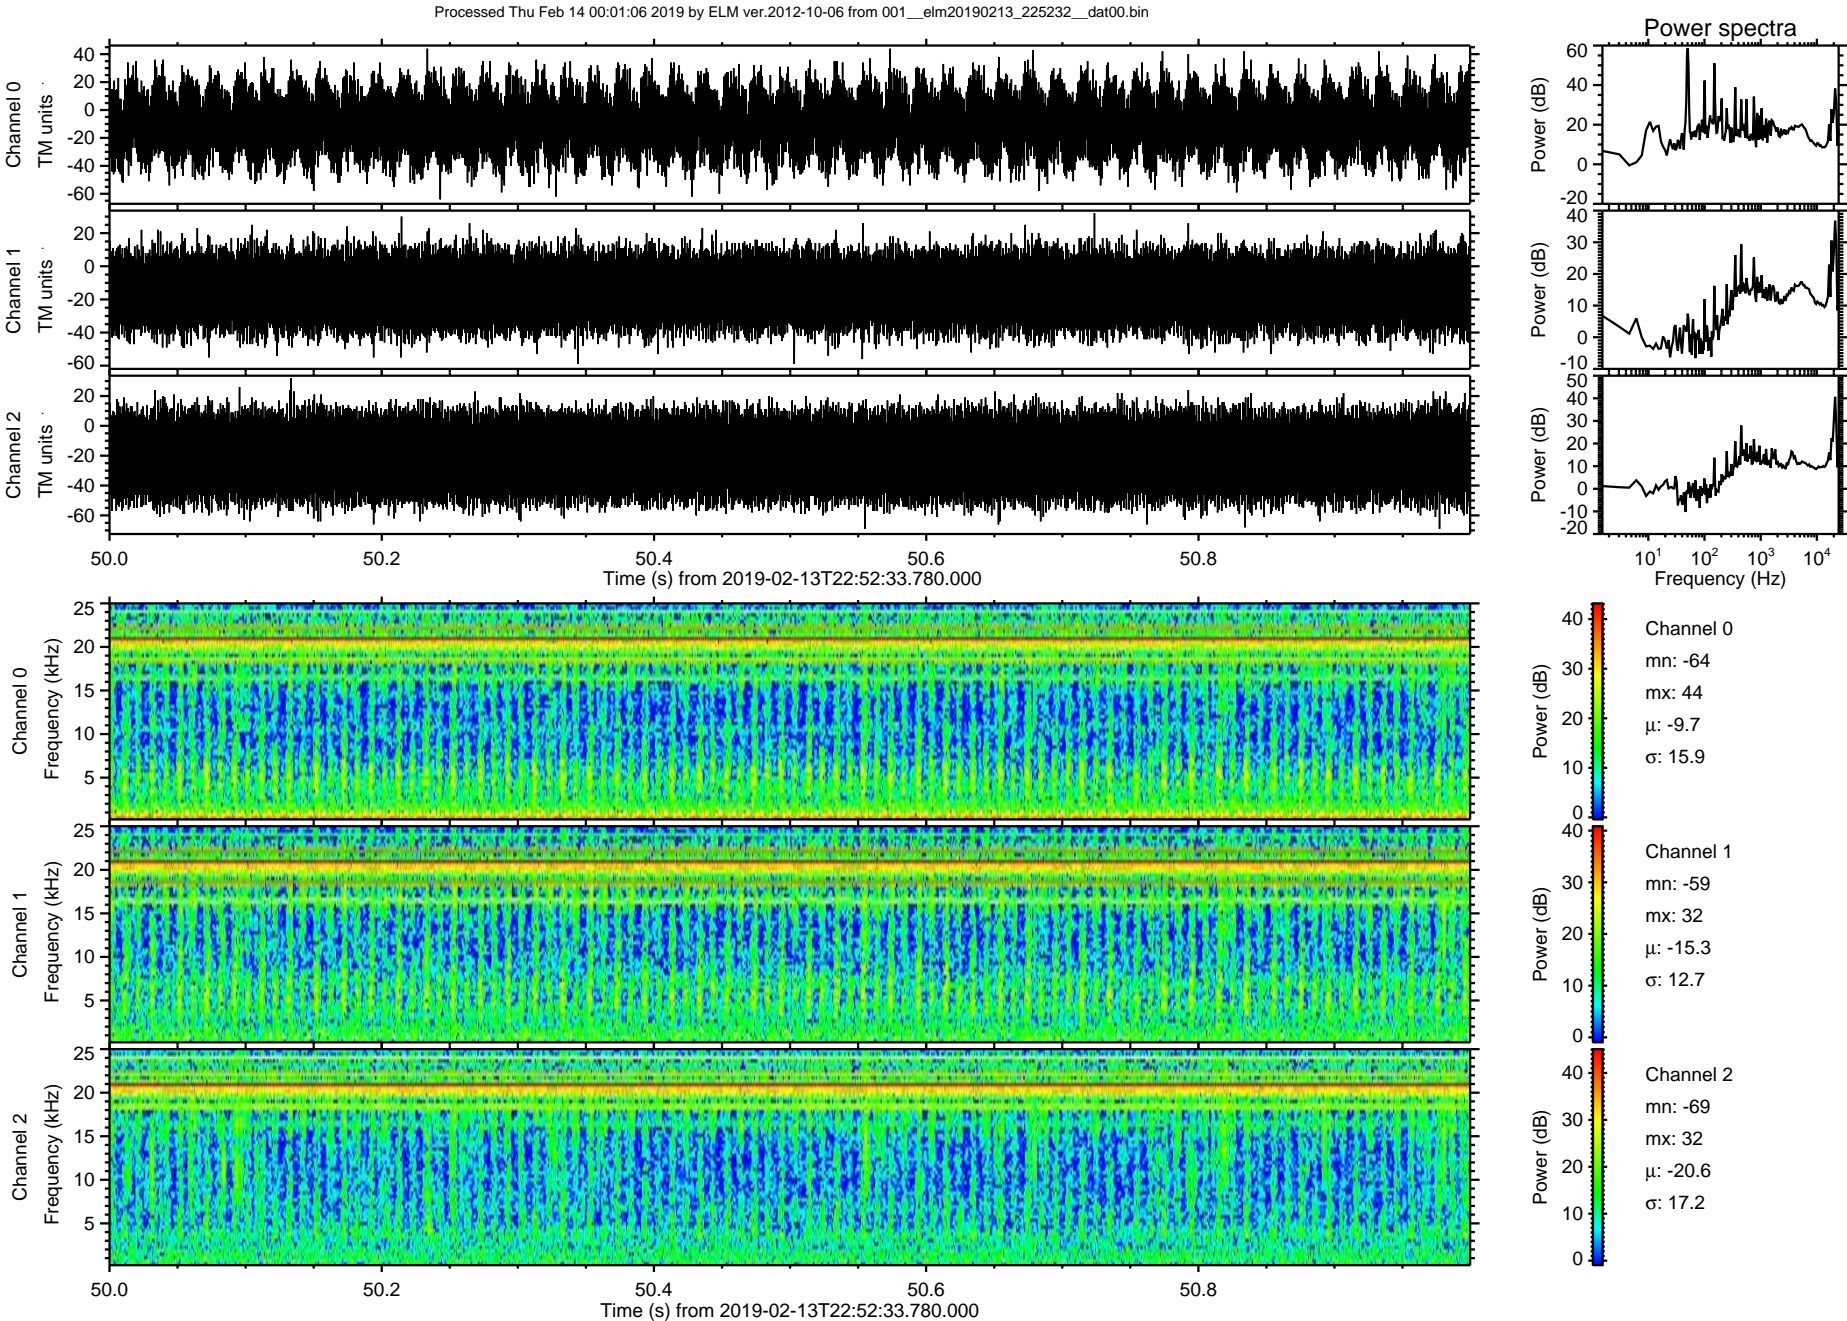 Processed Thu Feb 14 00:01:06 2019 by ELM ver.2012-10-06 from 001__elm20190213_225232__dat00.bin
Power spectra
Channel 0
TM units
40
20
0
-20
-40
-60
Power (dB)
60
40
20
0
-20
Channel 1
TM units
20
0
-20
-40
-60
Power (dB)
40
30
20
10
0
-10
Channel 2
TM units
20
0
-20
-40
-60
Power (dB)
50
40
30
20
10
0
-10
-20
50.0 50.2 50.4 50.6 50.8
Time (s) from 2019-02-13T22:52:33.780.000
10^1 10^2 10^3 10^4
Frequency (Hz)
Channel 0
Frequency (kHz)
25
20
15
10
5
Power (dB)
40
30
20
10
0
Channel 0
mn: -64
mx: 44
μ: -9.7
σ: 15.9
Channel 1
Frequency (kHz)
25
20
15
10
5
Power (dB)
40
30
20
10
0
Channel 1
mn: -59
mx: 32
μ: -15.3
σ: 12.7
Channel 2
Frequency (kHz)
25
20
15
10
5
Power (dB)
40
30
20
10
0
Channel 2
mn: -69
mx: 32
μ: -20.6
σ: 17.2
50.0 50.2 50.4 50.6 50.8
Time (s) from 2019-02-13T22:52:33.780.000